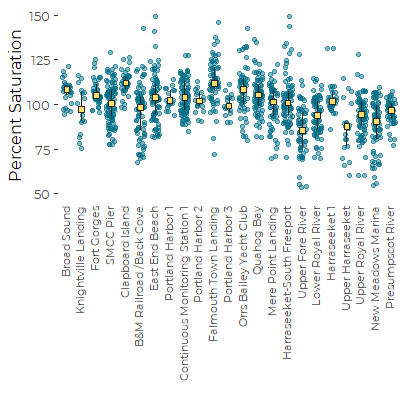 Percent Saturation
150
125
100
75
50
Broad Sound
Knightville Landing
Fort Gorges
SMCC Pier
Clapboard Island
B&M Railroad /Back Cove
East End Beach
Portland Harbor 1
Continuous Monitoring Station 1
Portland Harbor 2
Falmouth Town Landing
Portland Harbor 3
Orrs Bailey Yacht Club
Quahog Bay
Mere Point Landing
Harraseeket-South Freeport
Upper Fore River
Lower Royal River
Harraseeket 1
Upper Harraseeket
Upper Royal River
New Meadows Marina
Presumpscot River